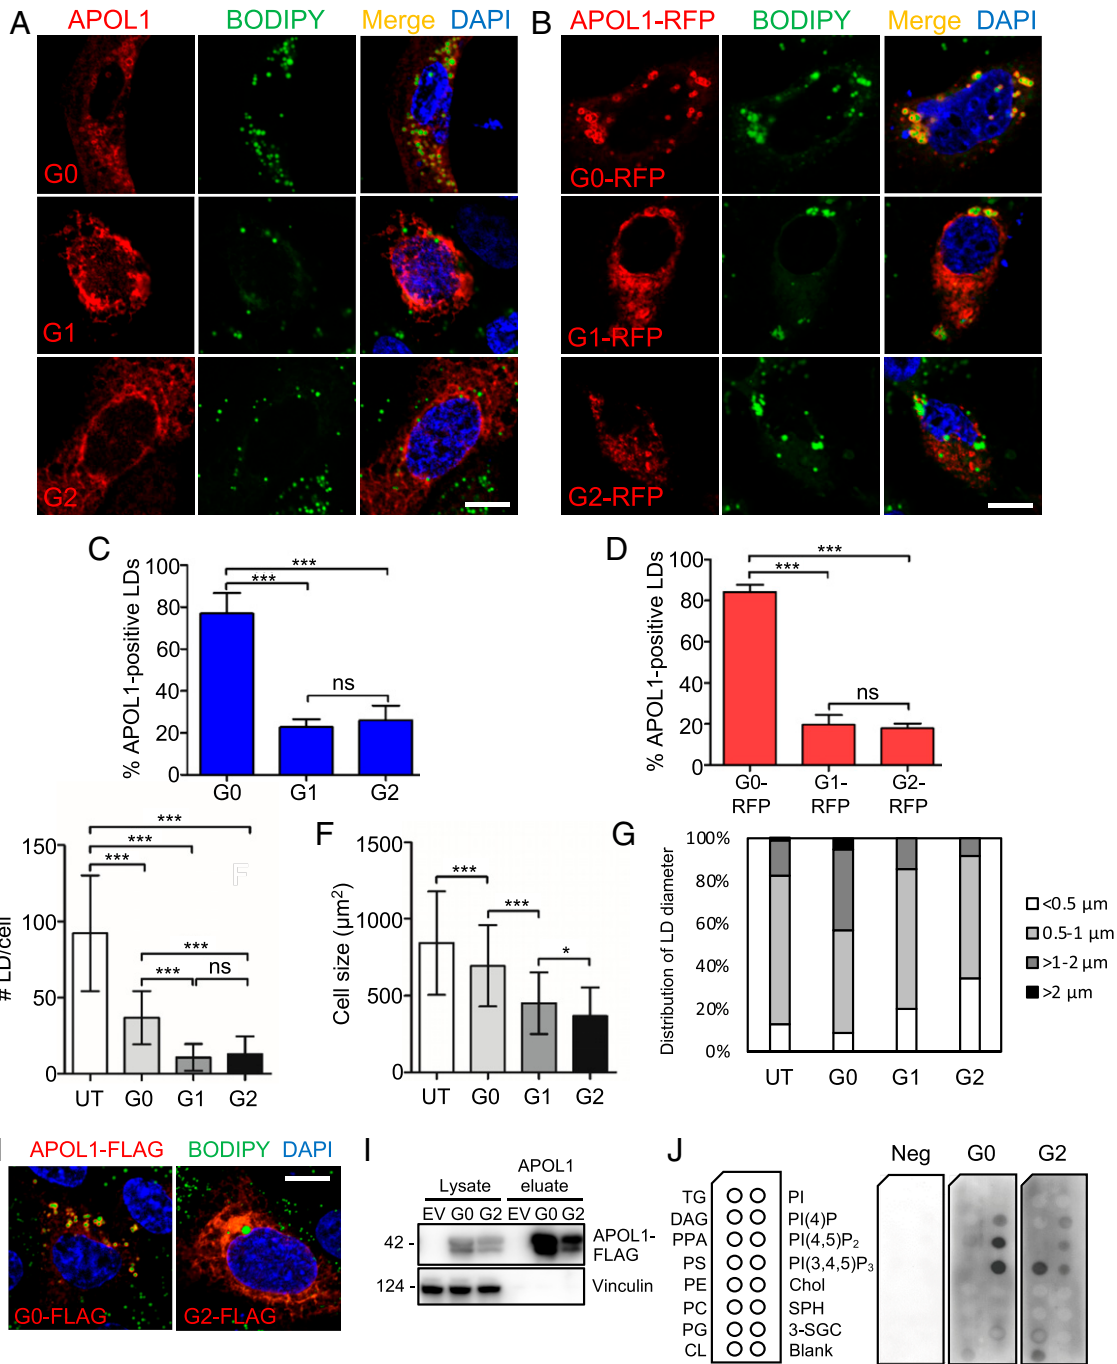 A
APOL1 BODIPY Merge DAPI
G0
G1
G2
B
APOL1-RFP BODIPY Merge DAPI
G0-RFP
G1-RFP
G2-RFP
C
% APOL1-positive LDs
100
80
60
40
20
0
***
***
ns
G0 G1 G2
D
% APOL1-positive LDs
100
80
60
40
20
0
***
***
ns
G0-RFP G1-RFP G2-RFP
# LD/cell
150
100
50
0
***
***
***
***
***
ns
UT G0 G1 G2
F
F
Cell size (µm²)
1500
1000
500
0
***
***
*
UT G0 G1 G2
G
Distribution of LD diameter
100%
80%
60%
40%
20%
0%
UT G0 G1 G2
<0.5 µm
0.5-1 µm
>1-2 µm
>2 µm
APOL1-FLAG BODIPY DAPI
G0-FLAG
G2-FLAG
I
Lysate
APOL1 eluate
EV G0 G2 EV G0 G2
42 -
APOL1-FLAG
124 -
Vinculin
J
TG PI
DAG PI(4)P
PPA PI(4,5)P₂
PS PI(3,4,5)P₃
PE Chol
PC SPH
PG 3-SGC
CL Blank
Neg G0 G2